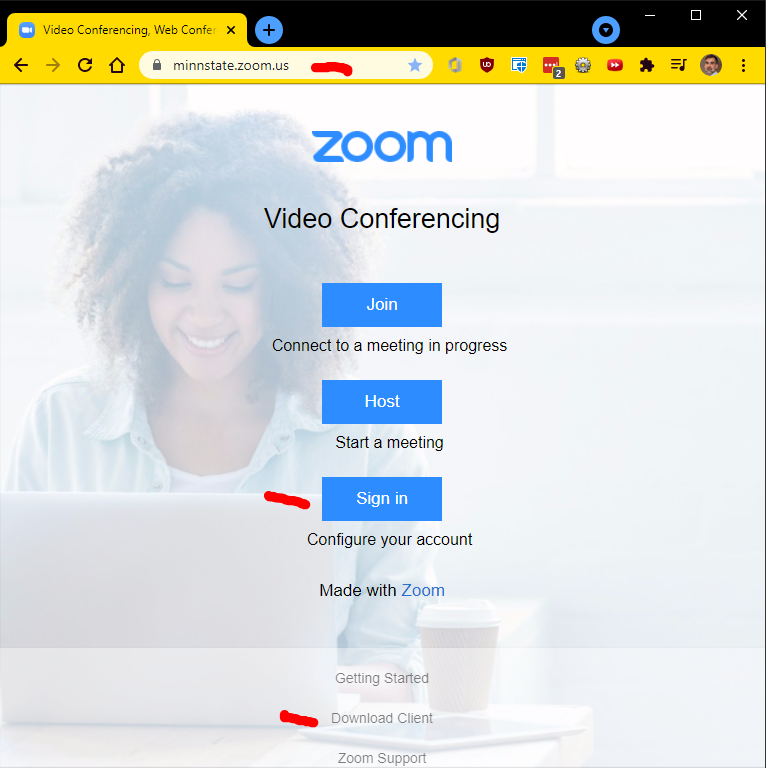 Video Conferencing, Web Confer
minnstate.zoom.us
2
zoom
Video Conferencing
Join
Connect to a meeting in progress
Host
Start a meeting
Sign in
Configure your account
Made with Zoom
Getting Started
Download Client
Zoom Support